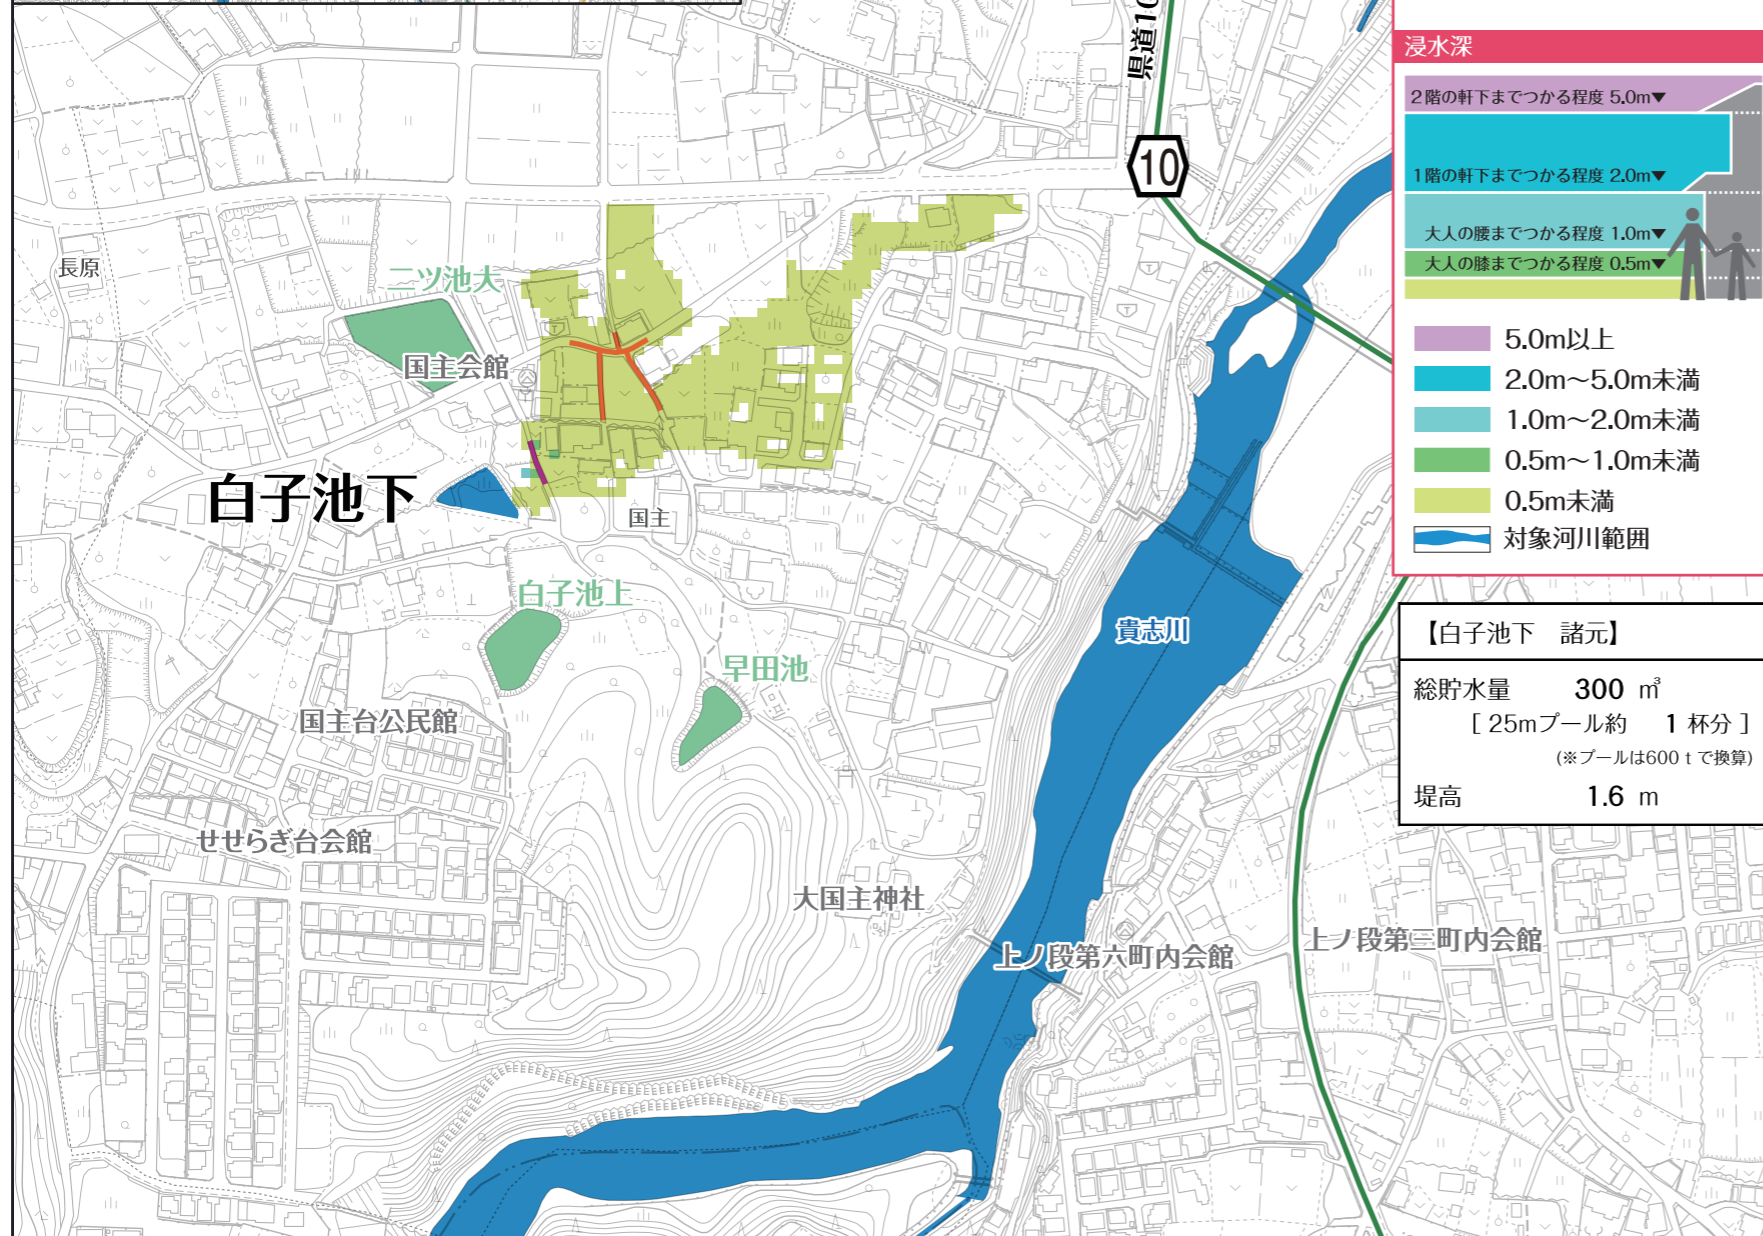 県道10
10
長原
二ツ池大
国主会館
白子池下
国主
白子池上
早田池
貴志川
国主台公民館
せせらぎ台会館
大国主神社
上ノ段第六町内会館
上ノ段第三町内会館
浸水深
2階の軒下までつかる程度 5.0m▼
1階の軒下までつかる程度 2.0m▼
大人の腰までつかる程度 1.0m▼
大人の膝までつかる程度 0.5m▼
5.0m以上
2.0m～5.0m未満
1.0m～2.0m未満
0.5m～1.0m未満
0.5m未満
対象河川範囲
【白子池下 諸元】
総貯水量 300 ㎥
[ 25mプール約 1 杯分 ]
(※プールは600ｔで換算)
堤高 1.6 m